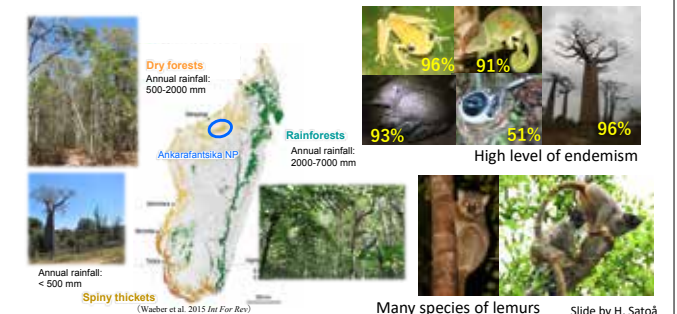 Dry forests
Annual rainfall:
500-2000 mm
Ankarafantsika NP
Rainforests
Annual rainfall:
2000-7000 mm
Annual rainfall:
< 500 mm
Spiny thickets
(Waeber et al. 2015 Int For Rev)
96%
91%
93%
51%
96%
High level of endemism
Many species of lemurs
Slide by H. Satoå